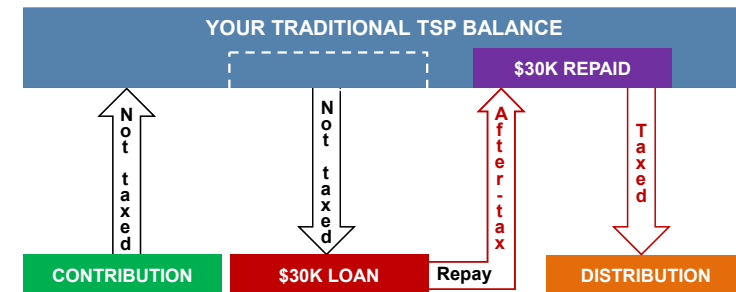 YOUR TRADITIONAL TSP BALANCE
$30K REPAID
Not taxed
Not taxed
After-tax
Taxed
CONTRIBUTION
$30K LOAN
Repay
DISTRIBUTION